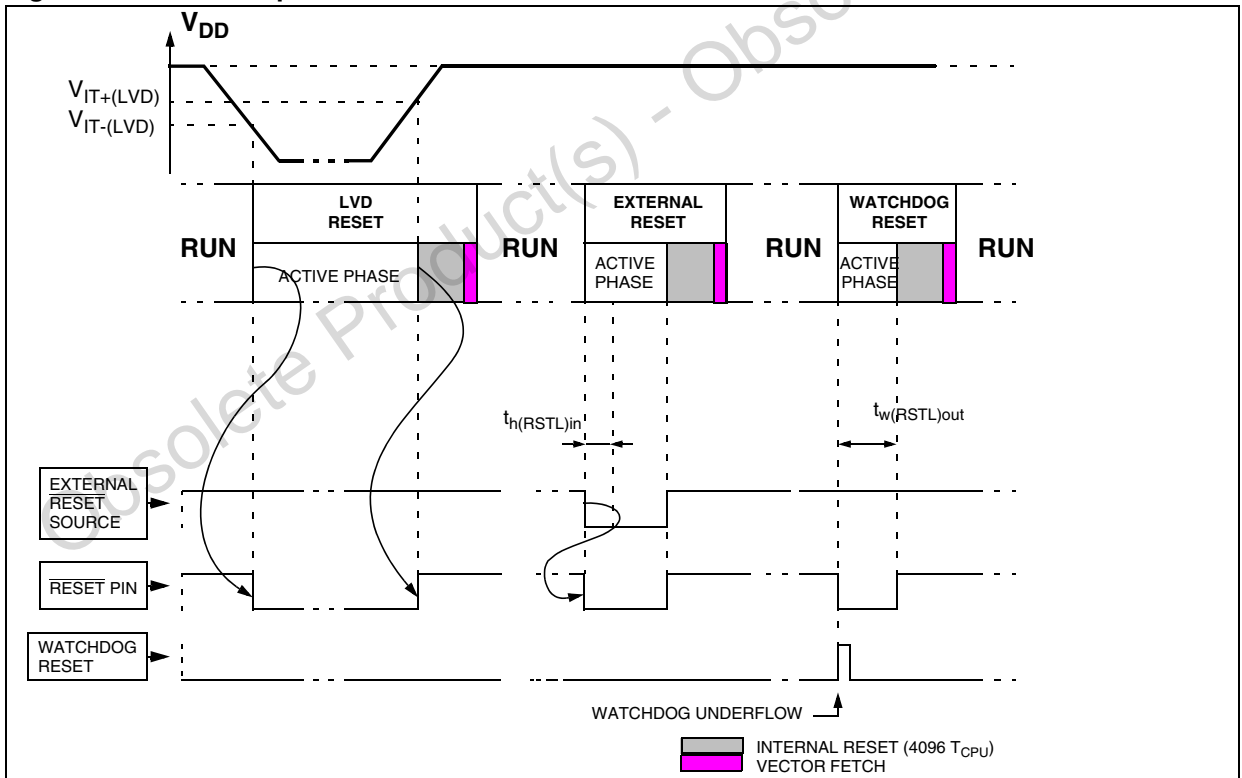 VDD
VIT+(LVD)
VIT-(LVD)
LVD
RESET
EXTERNAL
RESET
WATCHDOG
RESET
RUN
RUN
RUN
RUN
ACTIVE PHASE
ACTIVE
PHASE
ACTIVE
PHASE
th(RSTL)in
tw(RSTL)out
EXTERNAL
RESET
SOURCE
RESET PIN
WATCHDOG
RESET
WATCHDOG UNDERFLOW
INTERNAL RESET (4096 TCPU)
VECTOR FETCH
Obsolete Product(s) - Obso